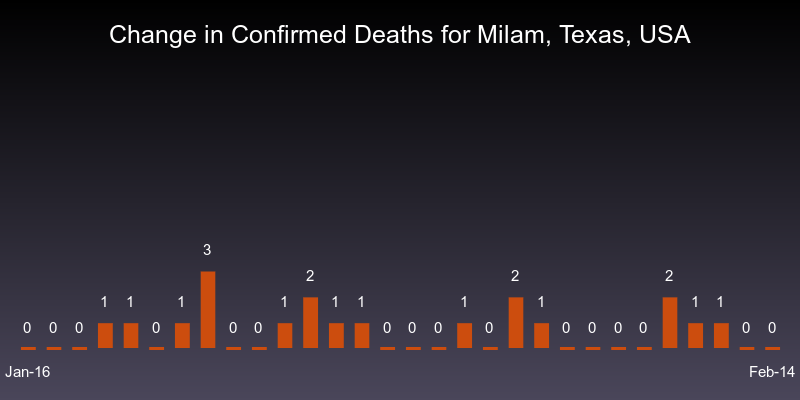 Change in Confirmed Deaths for Milam, Texas, USA
0 0 0 1 1 0 1 3 0 0 1 2 1 1 0 0 0 1 0 2 1 0 0 0 0 2 1 1 0 0
Jan-16 Feb-14